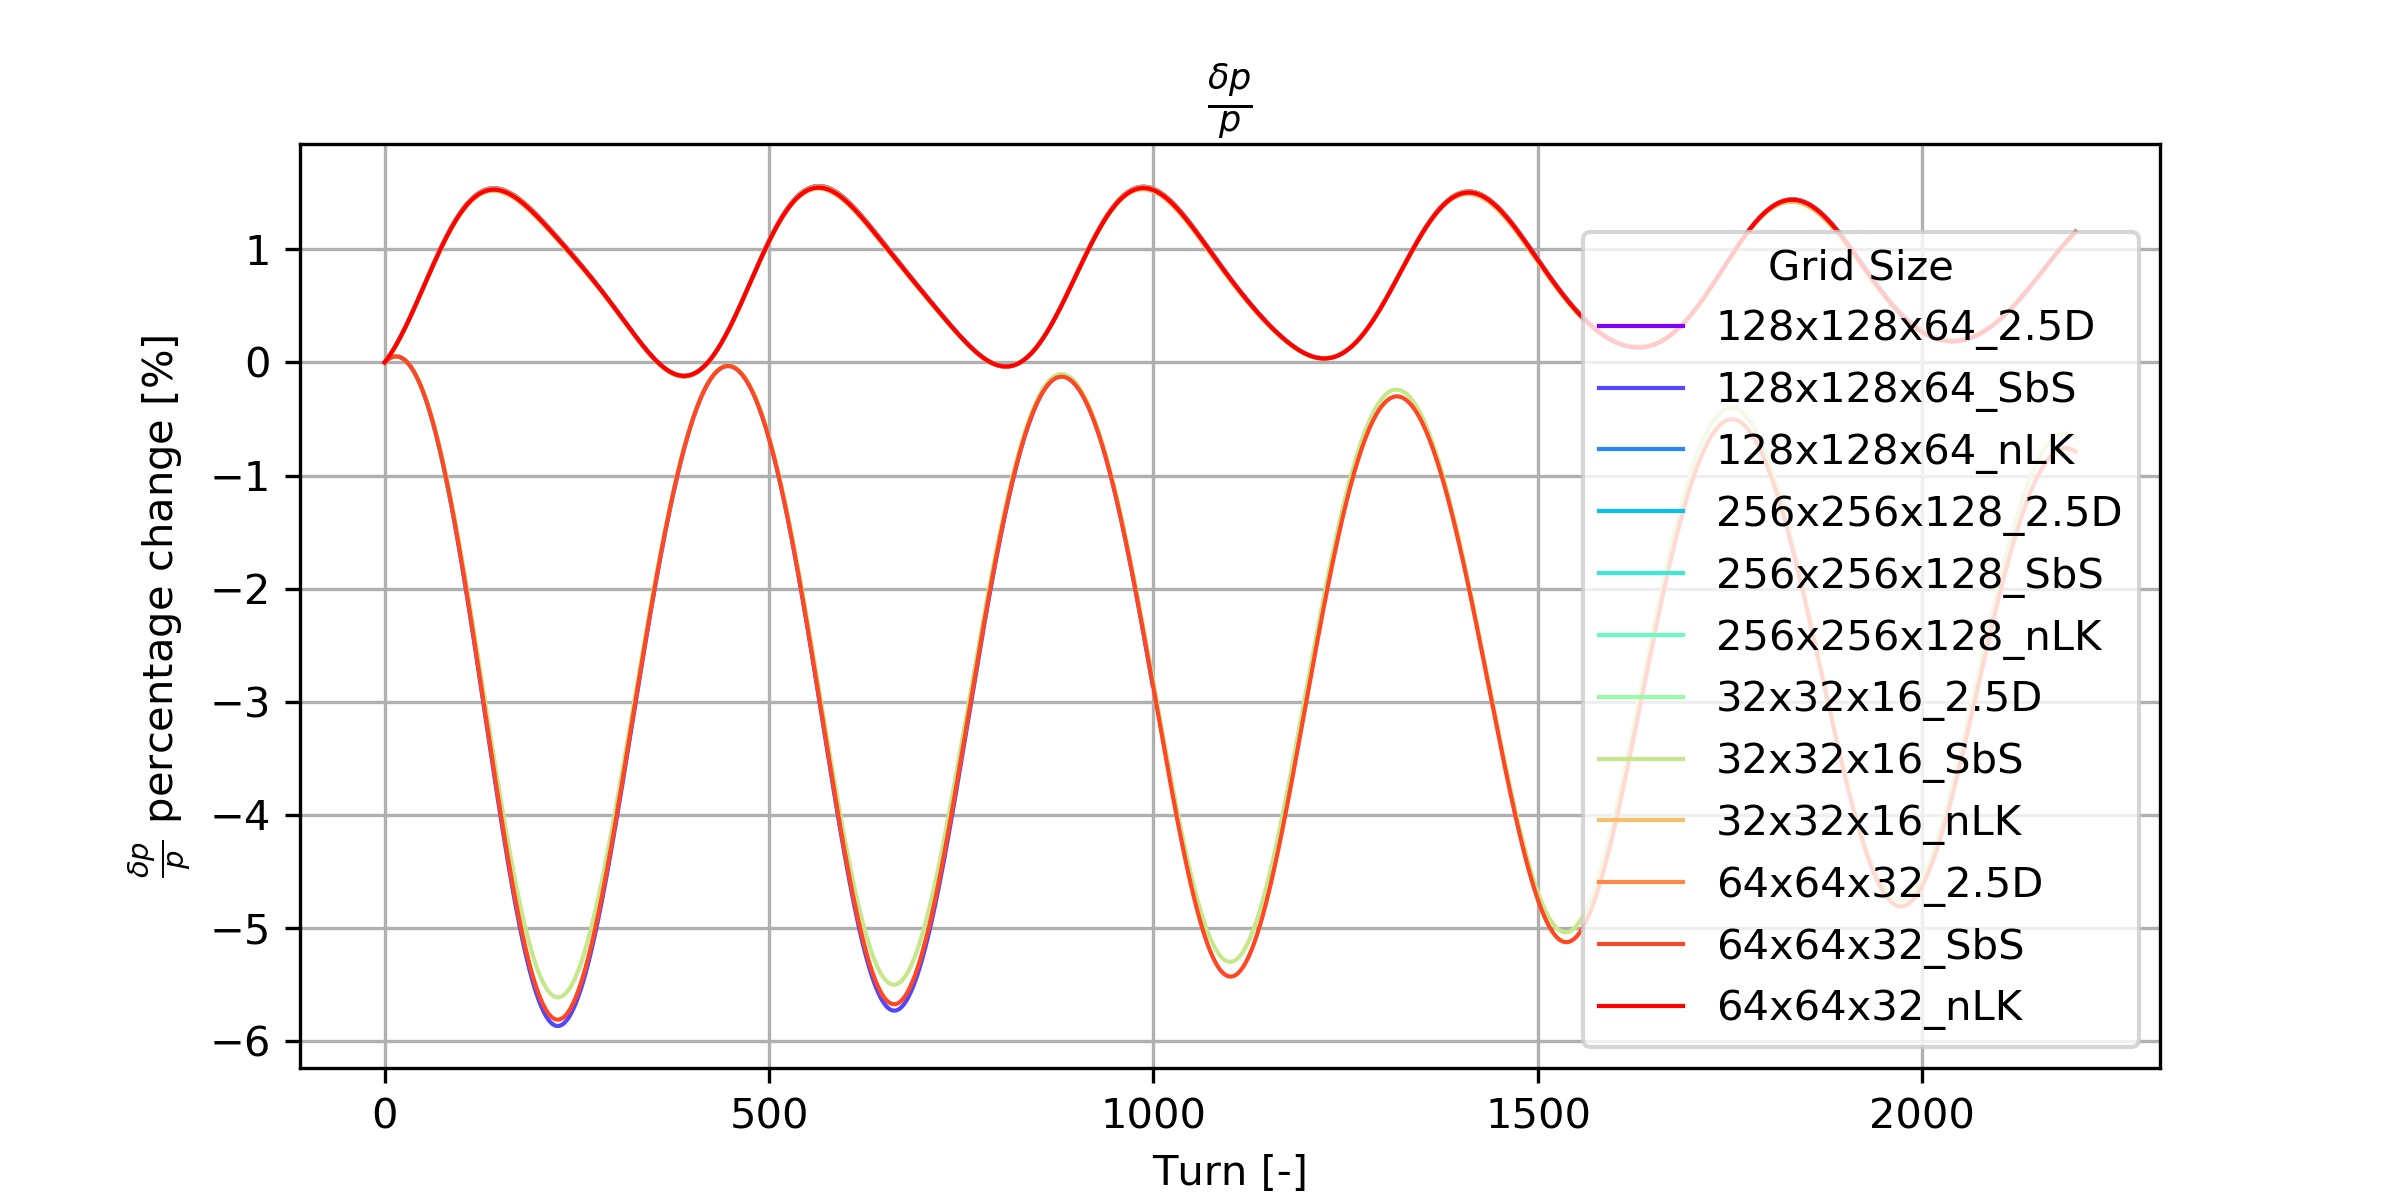 δp
p
δp/p percentage change [%]
1
0
−1
−2
−3
−4
−5
−6
Grid Size
128x128x64_2.5D
128x128x64_SbS
128x128x64_nLK
256x256x128_2.5D
256x256x128_SbS
256x256x128_nLK
32x32x16_2.5D
32x32x16_SbS
32x32x16_nLK
64x64x32_2.5D
64x64x32_SbS
64x64x32_nLK
0 500 1000 1500 2000
Turn [-]